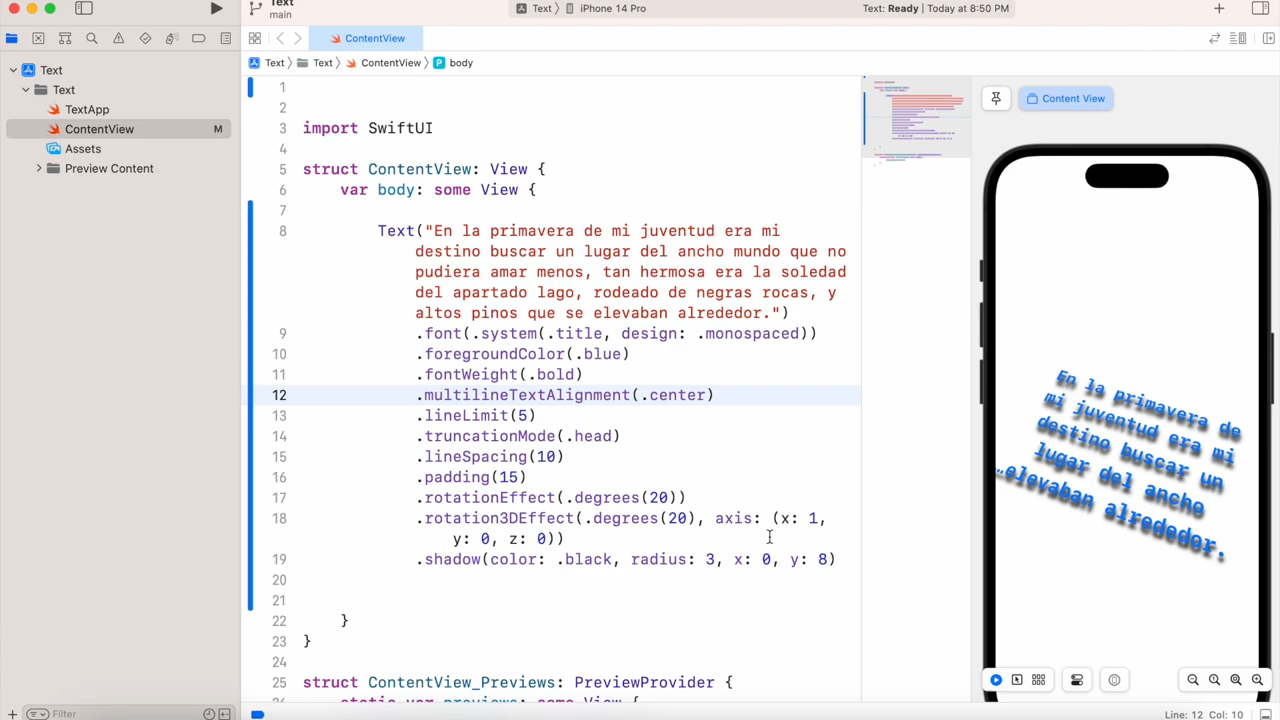 Text
main
Text
iPhone 14 Pro
Text: Ready | Today at 8:50 PM
ContentView
Text
Text
ContentView
body
Text
Text
TextApp
ContentView
M
Assets
Preview Content
1
2
3 import SwiftUI
4
5 struct ContentView: View {
6 var body: some View {
7
8 Text("En la primavera de mi juventud era mi
destino buscar un lugar del ancho mundo que no
pudiera amar menos, tan hermosa era la soledad
del apartado lago, rodeado de negras rocas, y
altos pinos que se elevaban alrededor.")
9 .font(.system(.title, design: .monospaced))
10 .foregroundColor(.blue)
11 .fontWeight(.bold)
12 .multilineTextAlignment(.center)
13 .lineLimit(5)
14 .truncationMode(.head)
15 .lineSpacing(10)
16 .padding(15)
17 .rotationEffect(.degrees(20))
18 .rotation3DEffect(.degrees(20), axis: (x: 1,
y: 0, z: 0))
19 .shadow(color: .black, radius: 3, x: 0, y: 8)
20
21
22 }
23 }
24
25 struct ContentView_Previews: PreviewProvider {
26 static var previews: some View {
Content View
En la primavera de
mi juventud era mi
destino buscar un
lugar del ancho
…elevaban alrededor.
Filter
Line: 12 Col: 10